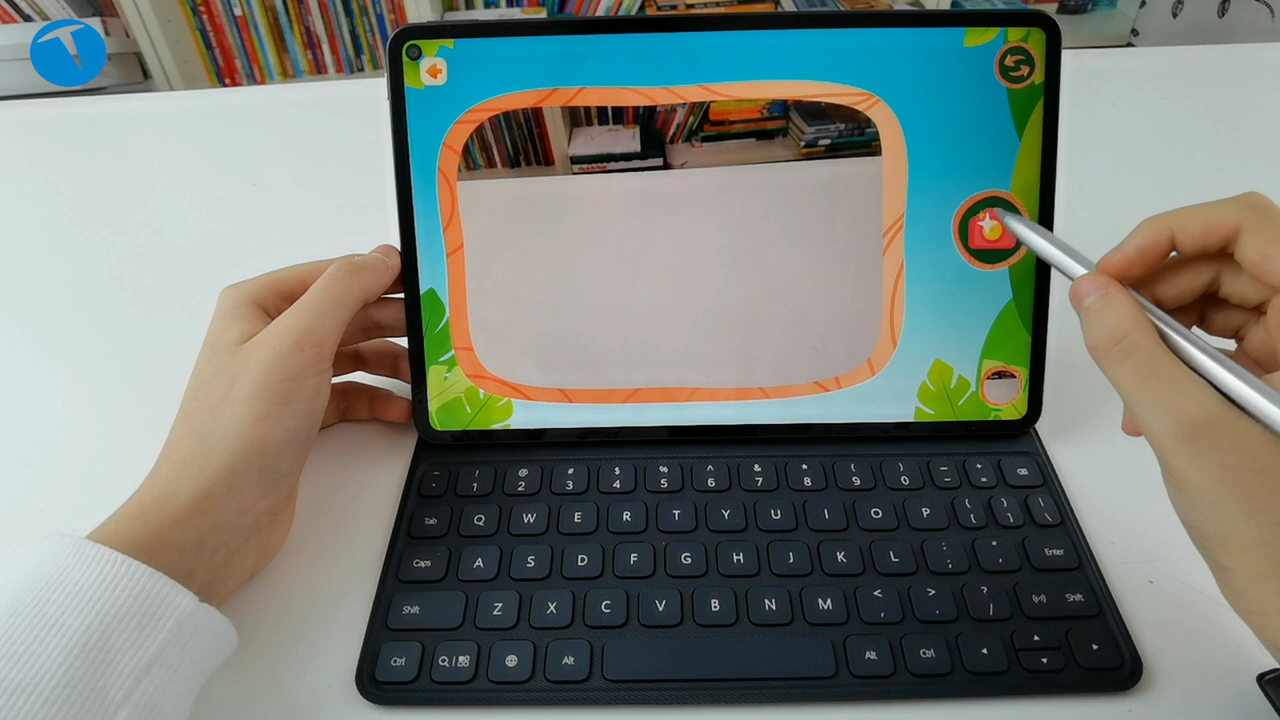 T
~ ! @ # $ % ^ & * ( ) _ +
` 1 2 3 4 5 6 7 8 9 0 - =
Tab Q W E R T Y U I O P { } |
[ ] \
Caps A S D F G H J K L : " Enter
; '
Shift Z X C V B N M < > ? Shift
, . /
Ctrl Alt Alt Ctrl